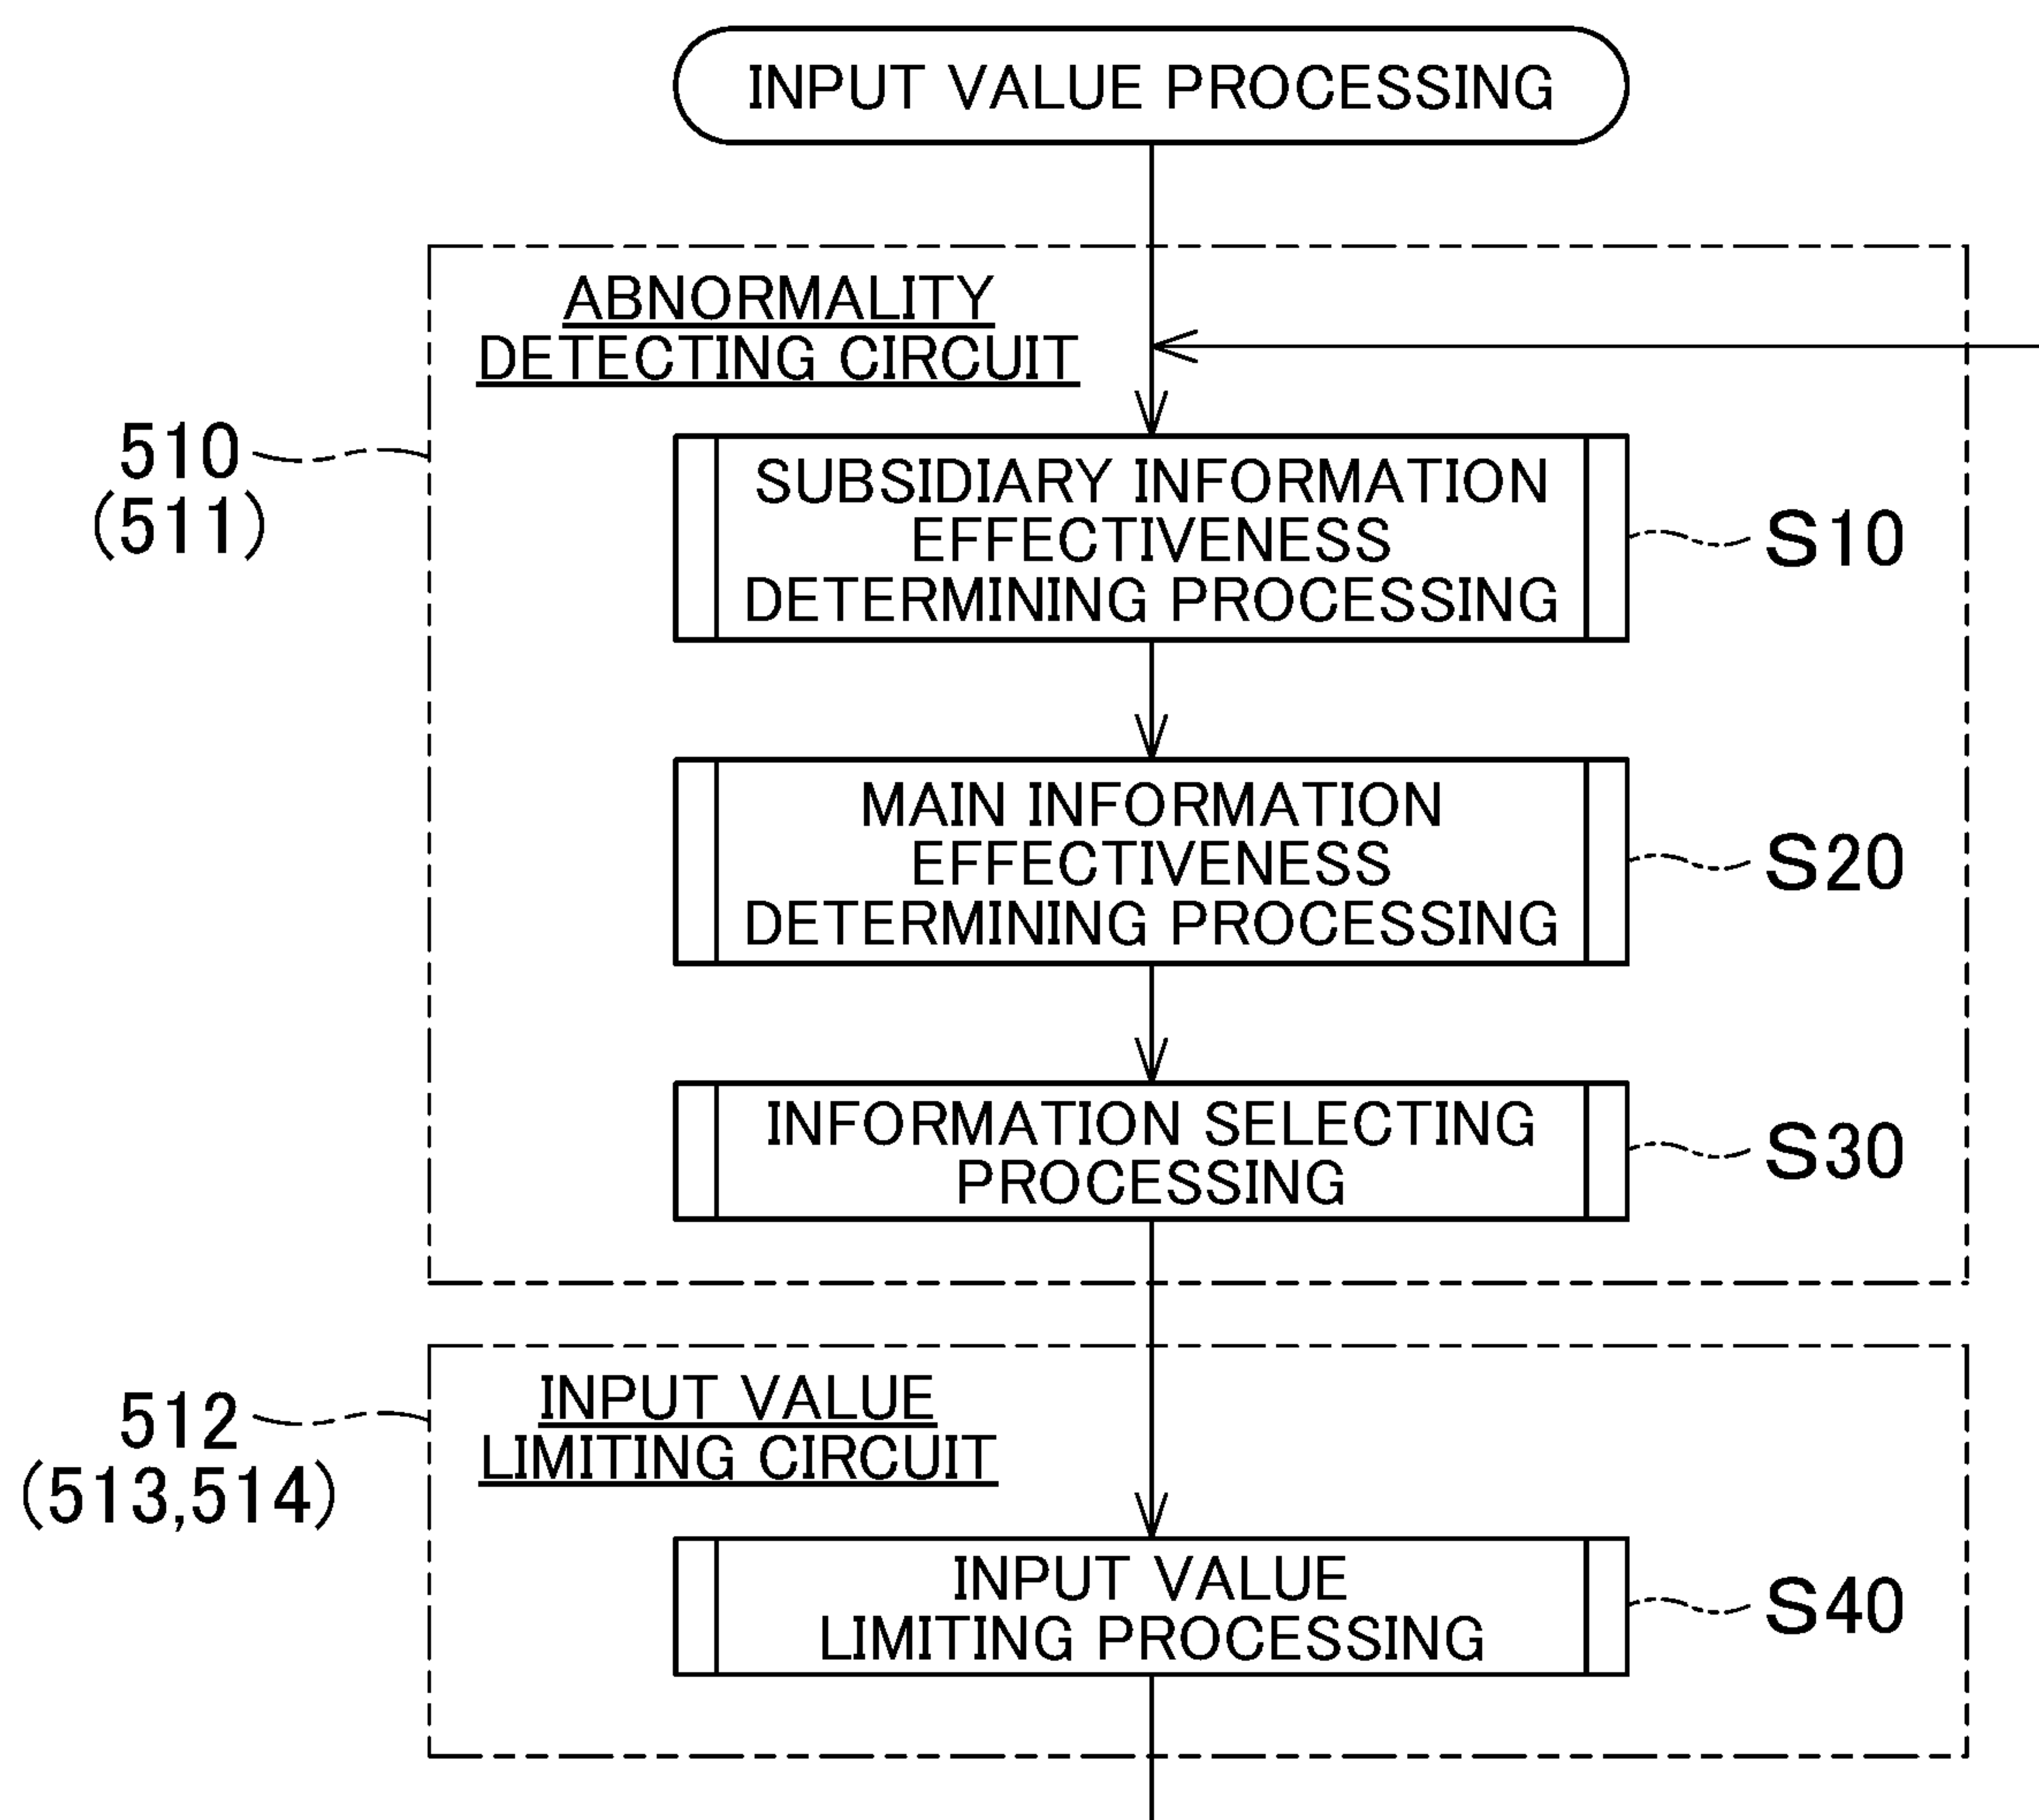 INPUT VALUE PROCESSING
ABNORMALITY
DETECTING CIRCUIT
510
(511)
SUBSIDIARY INFORMATION
EFFECTIVENESS
DETERMINING PROCESSING
S10
MAIN INFORMATION
EFFECTIVENESS
DETERMINING PROCESSING
S20
INFORMATION SELECTING
PROCESSING
S30
INPUT VALUE
LIMITING CIRCUIT
512
(513,514)
INPUT VALUE
LIMITING PROCESSING
S40